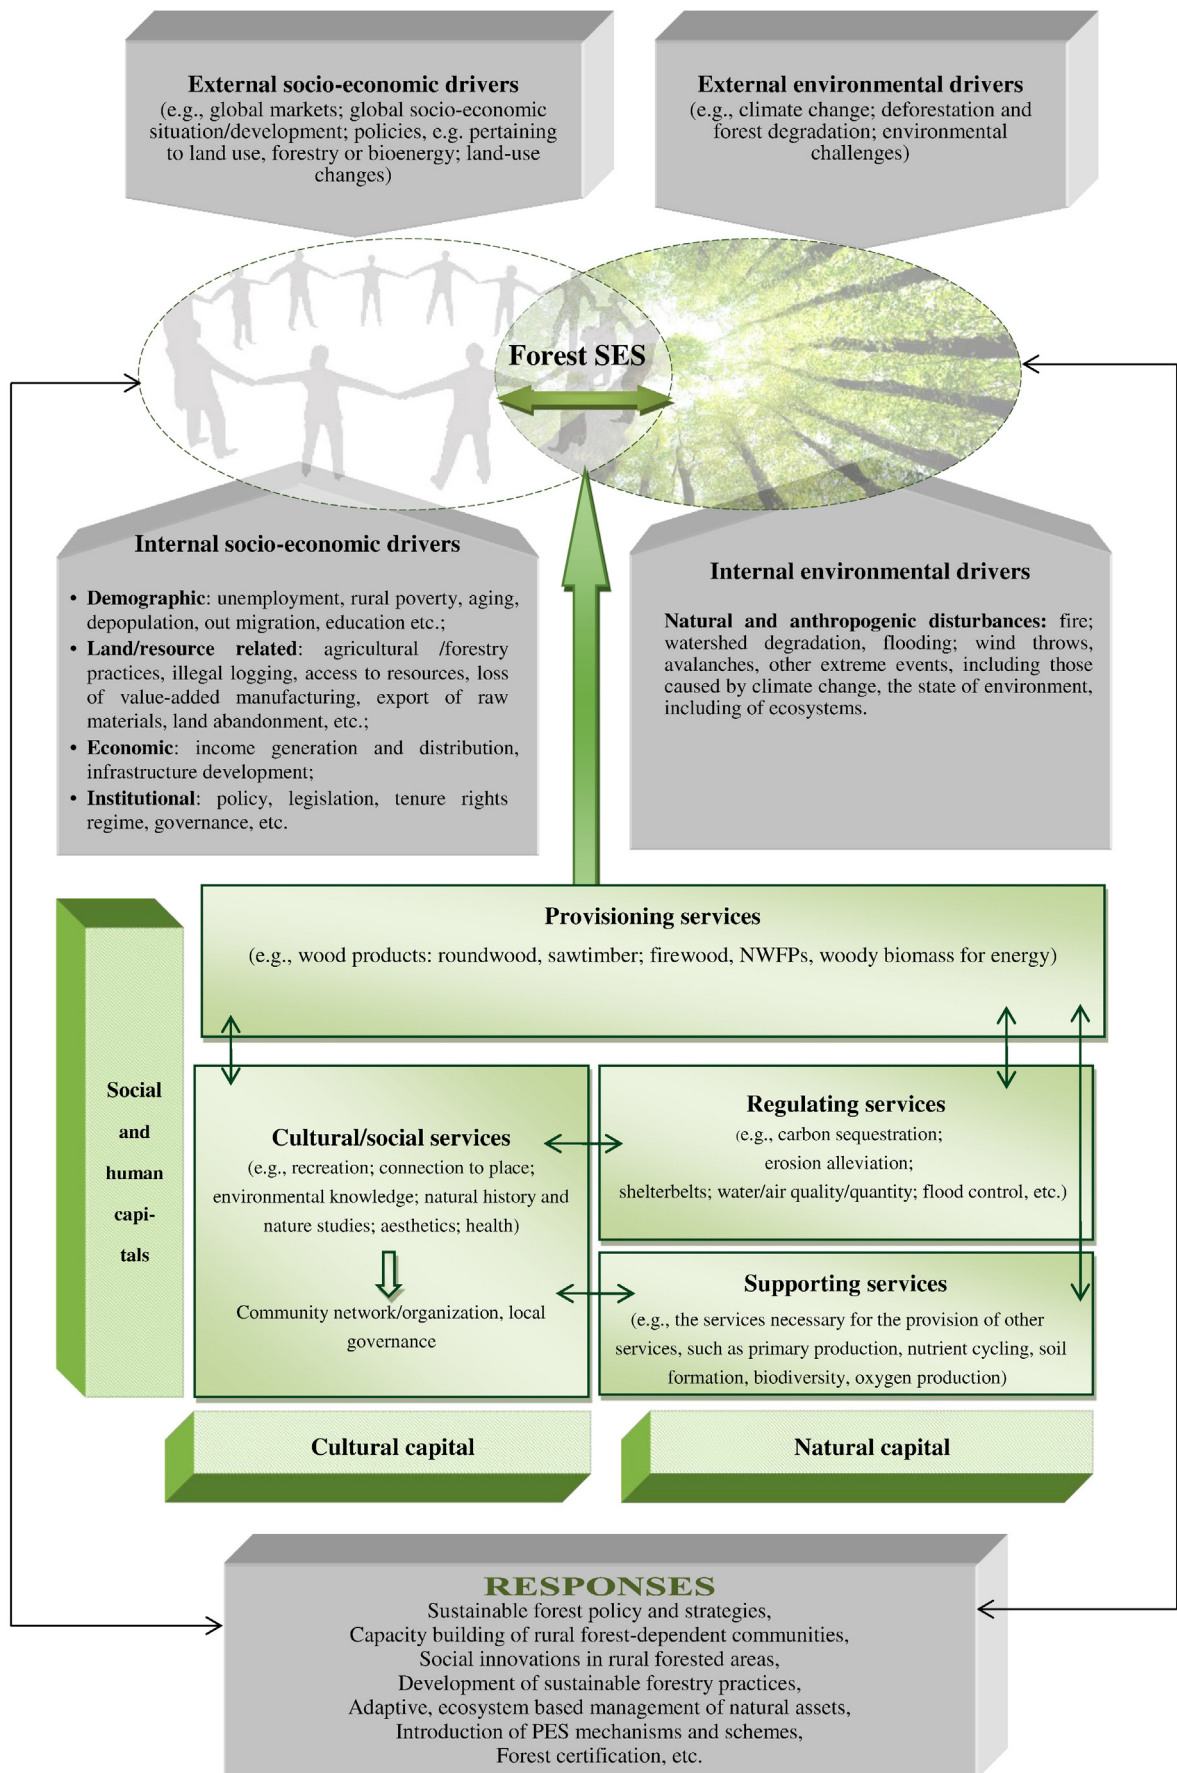 External socio-economic drivers
(e.g., global markets; global socio-economic
situation/development; policies, e.g. pertaining
to land use, forestry or bioenergy; land-use
changes)
External environmental drivers
(e.g., climate change; deforestation and
forest degradation; environmental
challenges)
Forest SES
Internal socio-economic drivers
• Demographic: unemployment, rural poverty, aging,
depopulation, out migration, education etc.;
• Land/resource related: agricultural /forestry
practices, illegal logging, access to resources, loss
of value-added manufacturing, export of raw
materials, land abandonment, etc.;
• Economic: income generation and distribution,
infrastructure development;
• Institutional: policy, legislation, tenure rights
regime, governance, etc.
Internal environmental drivers
Natural and anthropogenic disturbances: fire;
watershed degradation, flooding; wind throws,
avalanches, other extreme events, including those
caused by climate change, the state of environment,
including of ecosystems.
Provisioning services
(e.g., wood products: roundwood, sawtimber; firewood, NWFPs, woody biomass for energy)
Social
and
human
capi-
tals
Cultural/social services
(e.g., recreation; connection to place;
environmental knowledge; natural history and
nature studies; aesthetics; health)
Community network/organization, local
governance
Regulating services
(e.g., carbon sequestration;
erosion alleviation;
shelterbelts; water/air quality/quantity; flood control, etc.)
Supporting services
(e.g., the services necessary for the provision of other
services, such as primary production, nutrient cycling, soil
formation, biodiversity, oxygen production)
Cultural capital
Natural capital
RESPONSES
Sustainable forest policy and strategies,
Capacity building of rural forest-dependent communities,
Social innovations in rural forested areas,
Development of sustainable forestry practices,
Adaptive, ecosystem based management of natural assets,
Introduction of PES mechanisms and schemes,
Forest certification, etc.